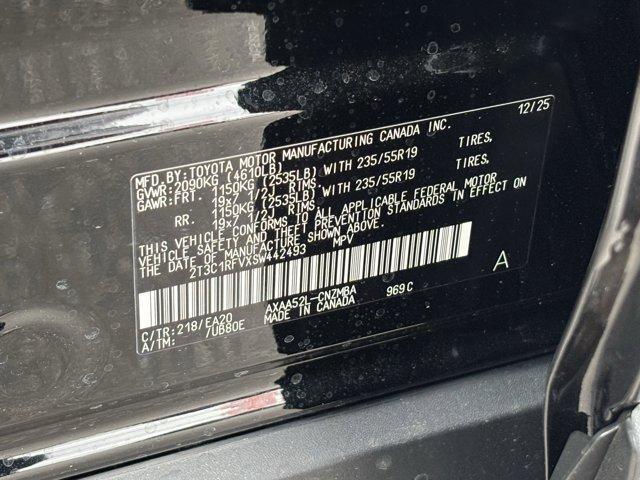 12/25
MFD.BY:TOYOTA MOTOR MANUFACTURING CANADA INC.
GVWR:2090KG (4610LB)
GAWR:FRT. 1150KG (2535LB) WITH 235/55R19 TIRES,
19x7 1/2J RIMS.
RR. 1150KG (2535LB) WITH 235/55R19 TIRES,
19x7 1/2J RIMS.
THIS VEHICLE CONFORMS TO ALL APPLICABLE FEDERAL MOTOR
VEHICLE SAFETY AND THEFT PREVENTION STANDARDS IN EFFECT ON
THE DATE OF MANUFACTURE SHOWN ABOVE.
2T3C1RFVXSW442493 MPV
A
C/TR:218/EA20 AXAA52L-CNZMBA 969C
A/TM: /UB80E MADE IN CANADA